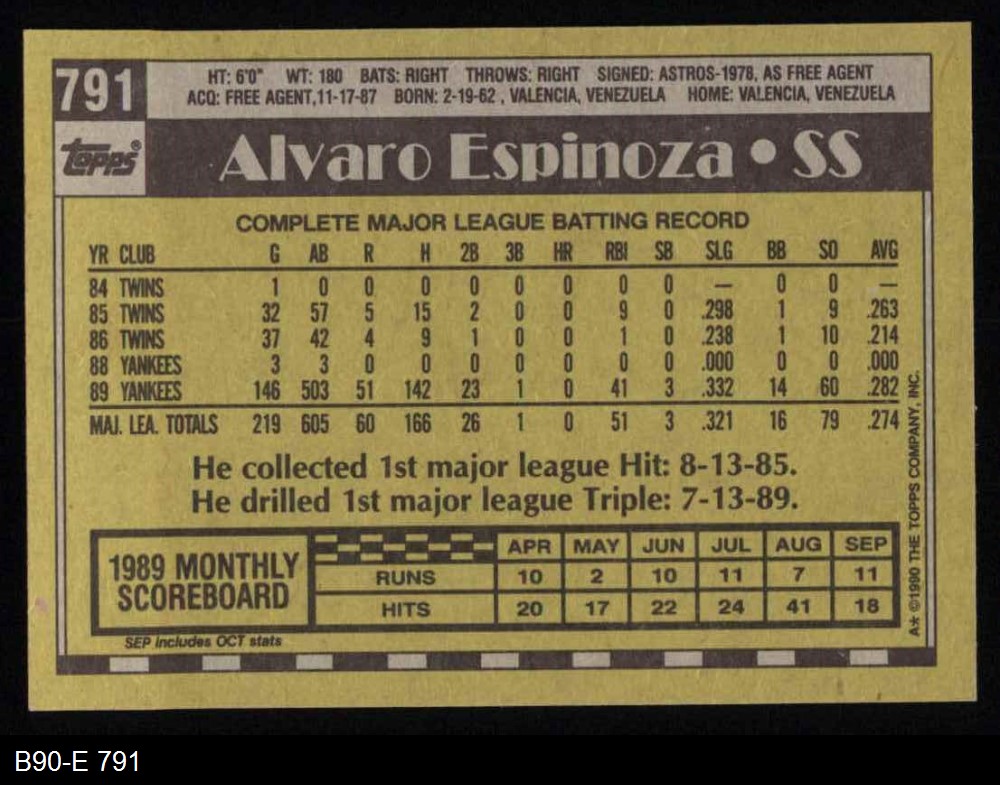 791
HT: 6'0" WT: 180 BATS: RIGHT THROWS: RIGHT SIGNED: ASTROS-1978, AS FREE AGENT
ACQ: FREE AGENT,11-17-87 BORN: 2-19-62 , VALENCIA, VENEZUELA HOME: VALENCIA, VENEZUELA
Topps® Alvaro Espinoza • SS
COMPLETE MAJOR LEAGUE BATTING RECORD
YR CLUB G AB R H 2B 3B HR RBI SB SLG BB SO AVG
84 TWINS 1 0 0 0 0 0 0 0 0 — 0 0 —
85 TWINS 32 57 5 15 2 0 0 9 0 .298 1 9 .263
86 TWINS 37 42 4 9 1 0 0 1 0 .238 1 10 .214
88 YANKEES 3 3 0 0 0 0 0 0 0 .000 0 0 .000
89 YANKEES 146 503 51 142 23 1 0 41 3 .332 14 60 .282
MAJ. LEA. TOTALS 219 605 60 166 26 1 0 51 3 .321 16 79 .274
He collected 1st major league Hit: 8-13-85.
He drilled 1st major league Triple: 7-13-89.
1989 MONTHLY
SCOREBOARD
APR MAY JUN JUL AUG SEP
RUNS 10 2 10 11 7 11
HITS 20 17 22 24 41 18
SEP includes OCT stats
A* ©1990 THE TOPPS COMPANY, INC.
B90-E 791